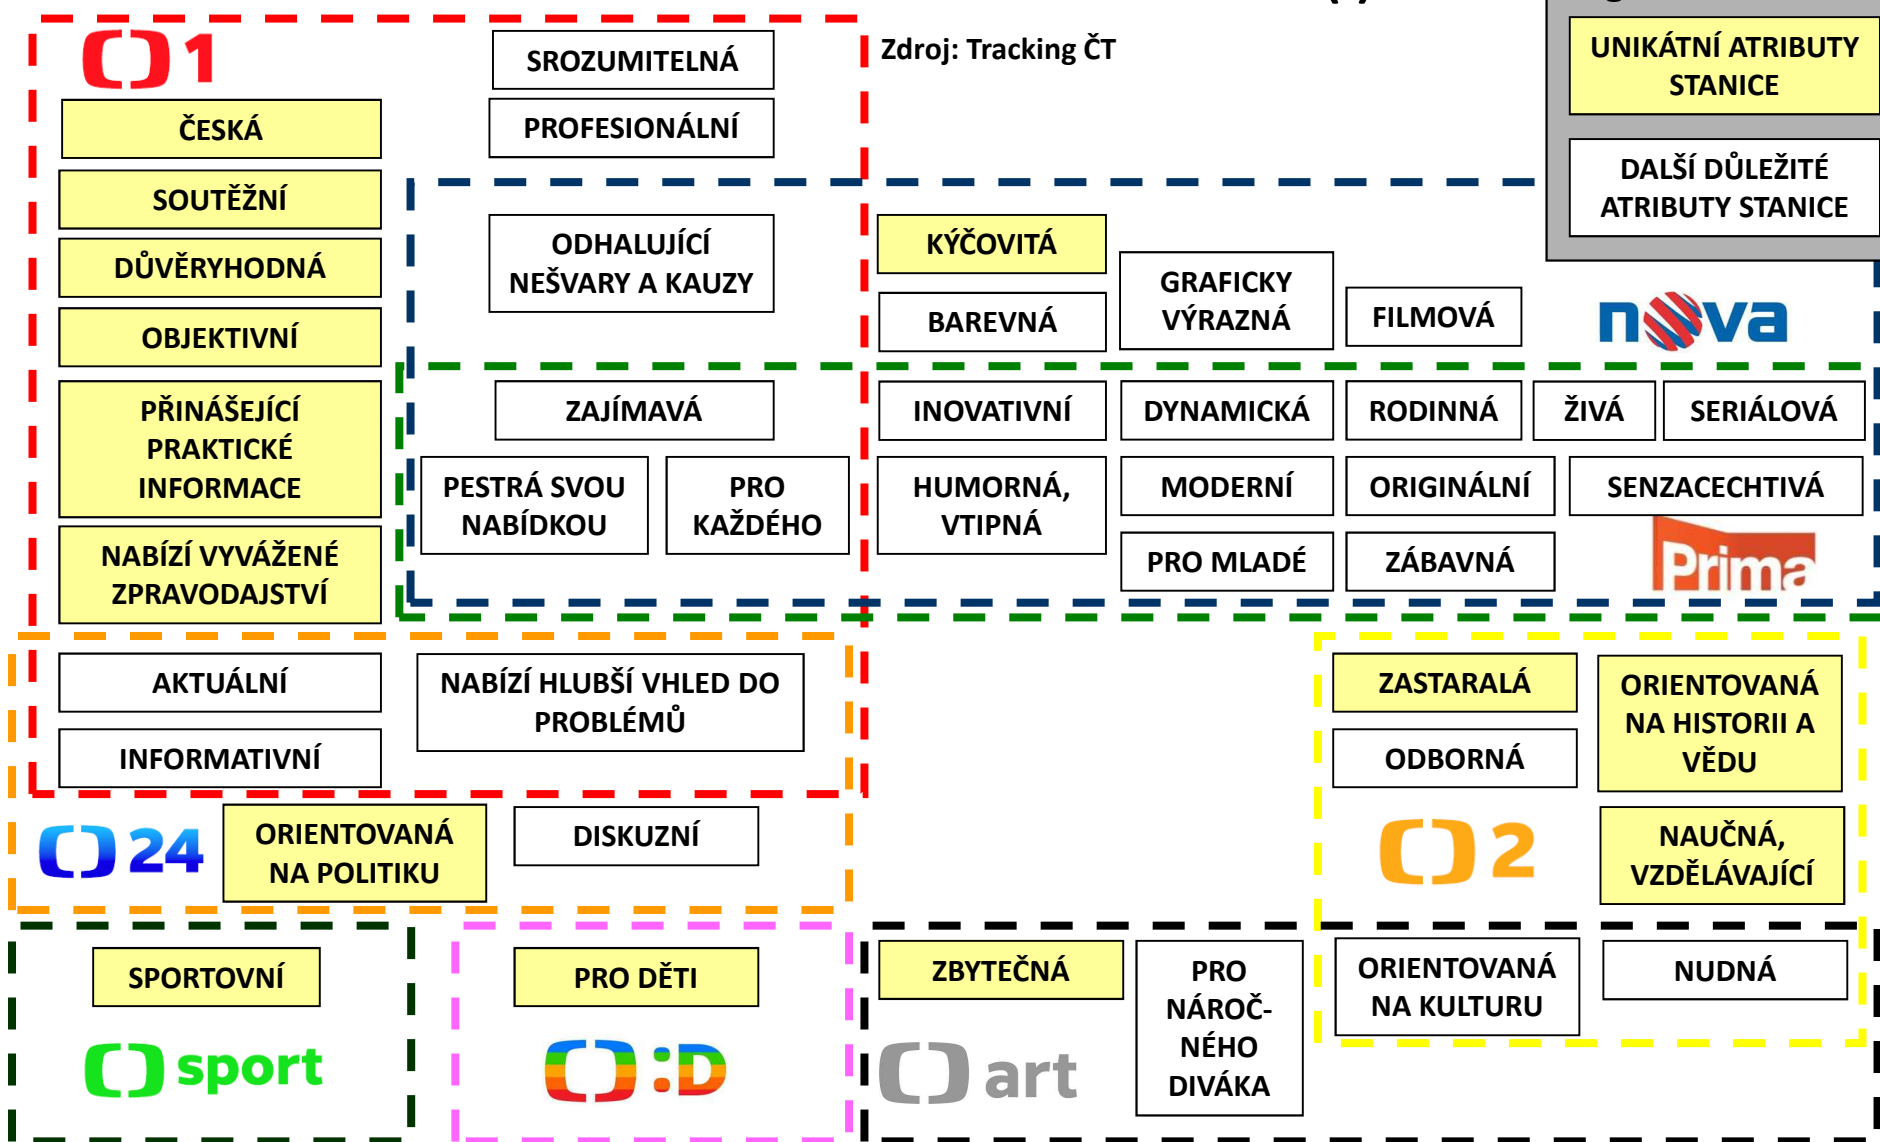 Zdroj: Tracking ČT
UNIKÁTNÍ ATRIBUTY
STANICE
DALŠÍ DŮLEŽITÉ
ATRIBUTY STANICE
1
SROZUMITELNÁ
PROFESIONÁLNÍ
ČESKÁ
SOUTĚŽNÍ
DŮVĚRYHODNÁ
OBJEKTIVNÍ
PŘINÁŠEJÍCÍ
PRAKTICKÉ
INFORMACE
NABÍZÍ VYVÁŽENÉ
ZPRAVODAJSTVÍ
ODHALUJÍCÍ
NEŠVARY A KAUZY
KÝČOVITÁ
BAREVNÁ
GRAFICKY
VÝRAZNÁ
FILMOVÁ
nova
ZAJÍMAVÁ
PESTRÁ SVOU
NABÍDKOU
PRO
KAŽDÉHO
INOVATIVNÍ
DYNAMICKÁ
RODINNÁ
ŽIVÁ
SERIÁLOVÁ
HUMORNÁ,
VTIPNÁ
MODERNÍ
ORIGINÁLNÍ
SENZACECHTIVÁ
PRO MLADÉ
ZÁBAVNÁ
Prima
AKTUÁLNÍ
INFORMATIVNÍ
NABÍZÍ HLUBŠÍ VHLED DO
PROBLÉMŮ
24
ORIENTOVANÁ
NA POLITIKU
DISKUZNÍ
ZASTARALÁ
ODBORNÁ
ORIENTOVANÁ
NA HISTORII A
VĚDU
2
NAUČNÁ,
VZDĚLÁVAJÍCÍ
SPORTOVNÍ
sport
PRO DĚTI
:D
ZBYTEČNÁ
art
PRO
NÁROČ-
NÉHO
DIVÁKA
ORIENTOVANÁ
NA KULTURU
NUDNÁ